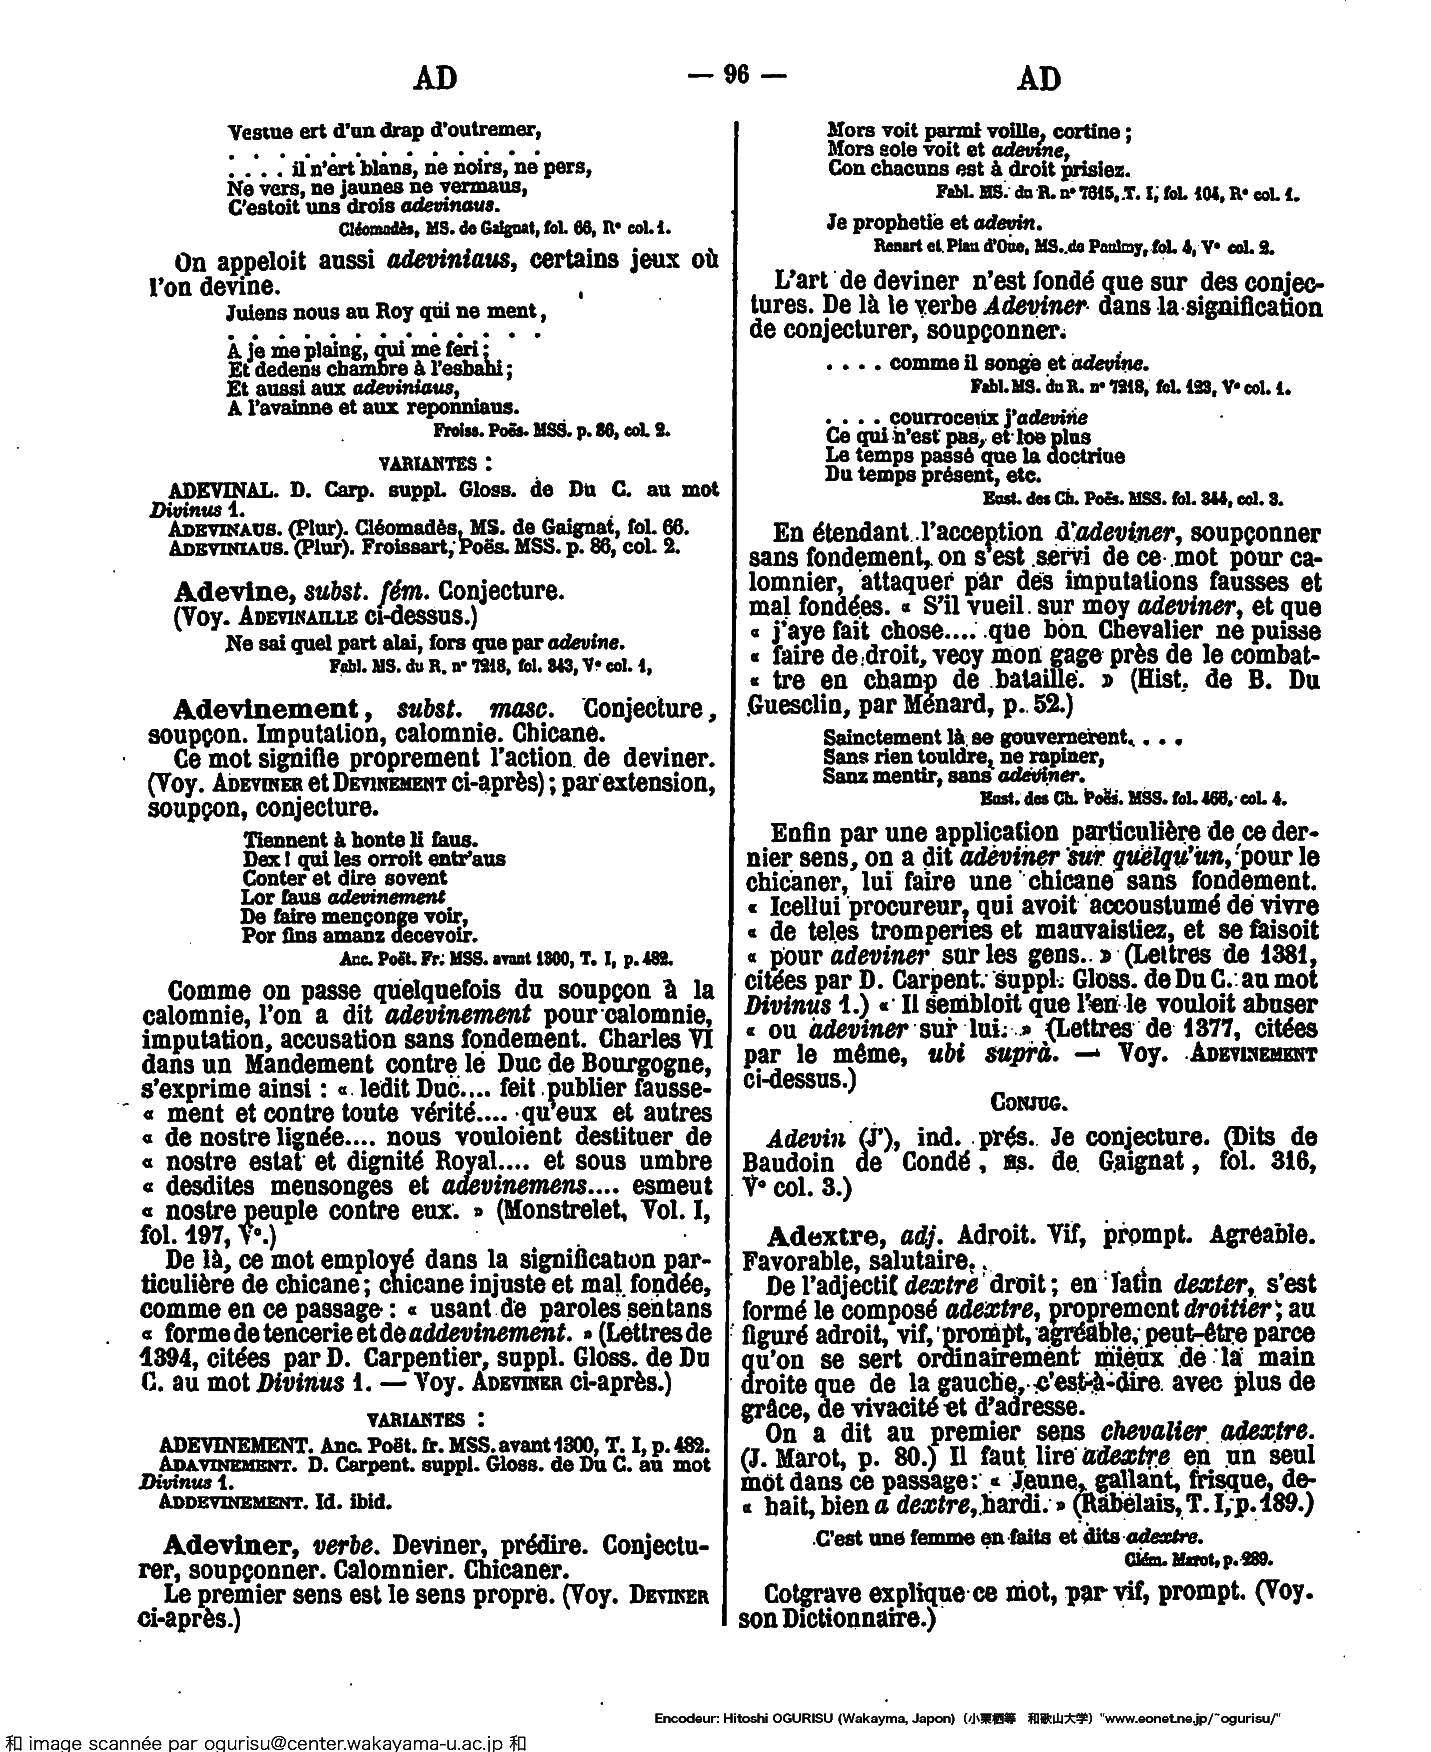 AD — 96 — AD
Vestue ert d'un drap d'outremer,
. . . . . . . . . . . . .
. . . . il n'ert blans, ne noirs, ne pers,
Ne vers, ne jaunes ne vermaus,
C'estoit uns drois adevinaus.
Cléomadès, MS. de Gaignat, fol. 66, R° col. 1.
On appeloit aussi adeviniaus, certains jeux où
l'on devine.
Juiens nous au Roy qui ne ment,
. . . . . . . . . . . . .
A je me plaing, qui me feri ;
Et dedens chambre à l'esbahi ;
Et aussi aux adeviniaus,
A l'avainne et aux reponniaus.
Froiss. Poës. MSS. p. 86, col. 2.
VARIANTES :
ADEVINAL. D. Carp. suppl. Gloss. de Du C. au mot
Divinus 1.
ADEVINAUS. (Plur). Cléomadès, MS. de Gaignat, fol. 66.
ADEVINIAUS. (Plur). Froissart, Poës. MSS. p. 86, col. 2.
Adevine, subst. fém. Conjecture.
(Voy. ADEVINAILLE ci-dessus.)
Ne sai quel part alai, fors que par adevine.
Fabl. MS. du R. n° 7218, fol. 343, V° col. 1,
Adevinement, subst. masc. Conjecture,
soupçon. Imputation, calomnie. Chicane.
Ce mot signifie proprement l'action de deviner.
(Voy. ADEVINER et DEVINEMENT ci-après) ; par extension,
soupçon, conjecture.
Tiennent à honte li faus.
Dex ! qui les orroit entr'aus
Conter et dire sovent
Lor faus adevinement
De faire mençonge voir,
Por fins amanz decevoir.
Anc. Poët. Fr. MSS. avant 1300, T. I, p. 482.
Comme on passe quelquefois du soupçon à la
calomnie, l'on a dit adevinement pour calomnie,
imputation, accusation sans fondement. Charles VI
dans un Mandement contre le Duc de Bourgogne,
s'exprime ainsi : « ledit Duc.... feit publier fausse-
« ment et contre toute vérité.... qu'eux et autres
« de nostre lignée.... nous vouloient destituer de
« nostre estat et dignité Royal.... et sous umbre
« desdites mensonges et adevinemens.... esmeut
« nostre peuple contre eux. » (Monstrelet, Vol. I,
fol. 197, V°.)
De là, ce mot employé dans la signification par-
ticulière de chicane ; chicane injuste et mal fondée,
comme en ce passage : « usant de paroles sentans
« forme de tencerie et de addevinement. » (Lettres de
1394, citées par D. Carpentier, suppl. Gloss. de Du
C. au mot Divinus 1. — Voy. ADEVINER ci-après.)
VARIANTES :
ADEVINEMENT. Anc. Poët. fr. MSS. avant 1300, T. I, p. 482.
ADAVINEMENT. D. Carpent. suppl. Gloss. de Du C. au mot
Divinus 1.
ADDEVINEMENT. Id. ibid.
Adeviner, verbe. Deviner, prédire. Conjectu-
rer, soupçonner. Calomnier. Chicaner.
Le premier sens est le sens propre. (Voy. DEVINER
ci-après.)
Mors voit parmi voille, cortine ;
Mors sole voit et adevine,
Con chacuns est à droit prisiez.
Fabl. MS. du R. n° 7615, T. I, fol. 104, R° col. 1.
Je prophetie et adevin.
Renart et Piau d'Oue, MS. de Paulmy, fol. 4, V° col. 2.
L'art de deviner n'est fondé que sur des conjec-
tures. De là le verbe Adeviner dans la signification
de conjecturer, soupçonner.
. . . . comme il songe et adevine.
Fabl. MS. du R. n° 7218, fol. 123, V° col. 1.
. . . . courroceux j'adevine
Ce qui n'est pas, et loe plus
Le temps passé que la doctrine
Du temps présent, etc.
Eust. des Ch. Poës. MSS. fol. 344, col. 3.
En étendant l'acception d'adeviner, soupçonner
sans fondement, on s'est servi de ce mot pour ca-
lomnier, attaquer par des imputations fausses et
mal fondées. « S'il vueil sur moy adeviner, et que
« j'aye fait chose.... que bon Chevalier ne puisse
« faire de droit, vecy mon gage près de le combat-
« tre en champ de bataille. » (Hist. de B. Du
Guesclin, par Ménard, p. 52.)
Sainctement là se gouvernerent. . . .
Sans rien touldre, ne rapiner,
Sanz mentir, sans adeviner.
Eust. des Ch. Poës. MSS. fol. 466, col. 4.
Enfin par une application particulière de ce der-
nier sens, on a dit adeviner sur quelqu'un, pour le
chicaner, lui faire une chicane sans fondement.
« Icellui procureur, qui avoit accoustumé de vivre
« de teles tromperies et mauvaistiez, et se faisoit
« pour adeviner sur les gens. » (Lettres de 1381,
citées par D. Carpent. suppl. Gloss. de Du C. au mot
Divinus 1.) « Il sembloit que l'en le vouloit abuser
« ou adeviner sur lui. » (Lettres de 1377, citées
par le même, ubi suprà. — Voy. ADEVINEMENT
ci-dessus.)
CONJUG.
Adevin (J'), ind. prés. Je conjecture. (Dits de
Baudoin de Condé, MS. de Gaignat, fol. 316,
V° col. 3.)
Adextre, adj. Adroit. Vif, prompt. Agréable.
Favorable, salutaire.
De l'adjectif dextre droit ; en latin dexter, s'est
formé le composé adextre, proprement droitier ; au
figuré adroit, vif, prompt, agréable, peut-être parce
qu'on se sert ordinairement mieux de la main
droite que de la gauche, c'est-à-dire avec plus de
grâce, de vivacité et d'adresse.
On a dit au premier sens chevalier adextre.
(J. Marot, p. 80.) Il faut lire adextre en un seul
mot dans ce passage : « Jeune, gallant, frisque, de-
« hait, bien a dextre, hardi. » (Rabelais, T. I, p. 189.)
C'est une femme en faits et dits adextre.
Clém. Marot, p. 289.
Cotgrave explique ce mot, par vif, prompt. (Voy.
son Dictionnaire.)
Encodeur: Hitoshi OGURISU (Wakayma, Japon)（小栗栖等 和歌山大学）"www.eonet.ne.jp/~ogurisu/"
和 image scannée par ogurisu@center.wakayama-u.ac.jp 和